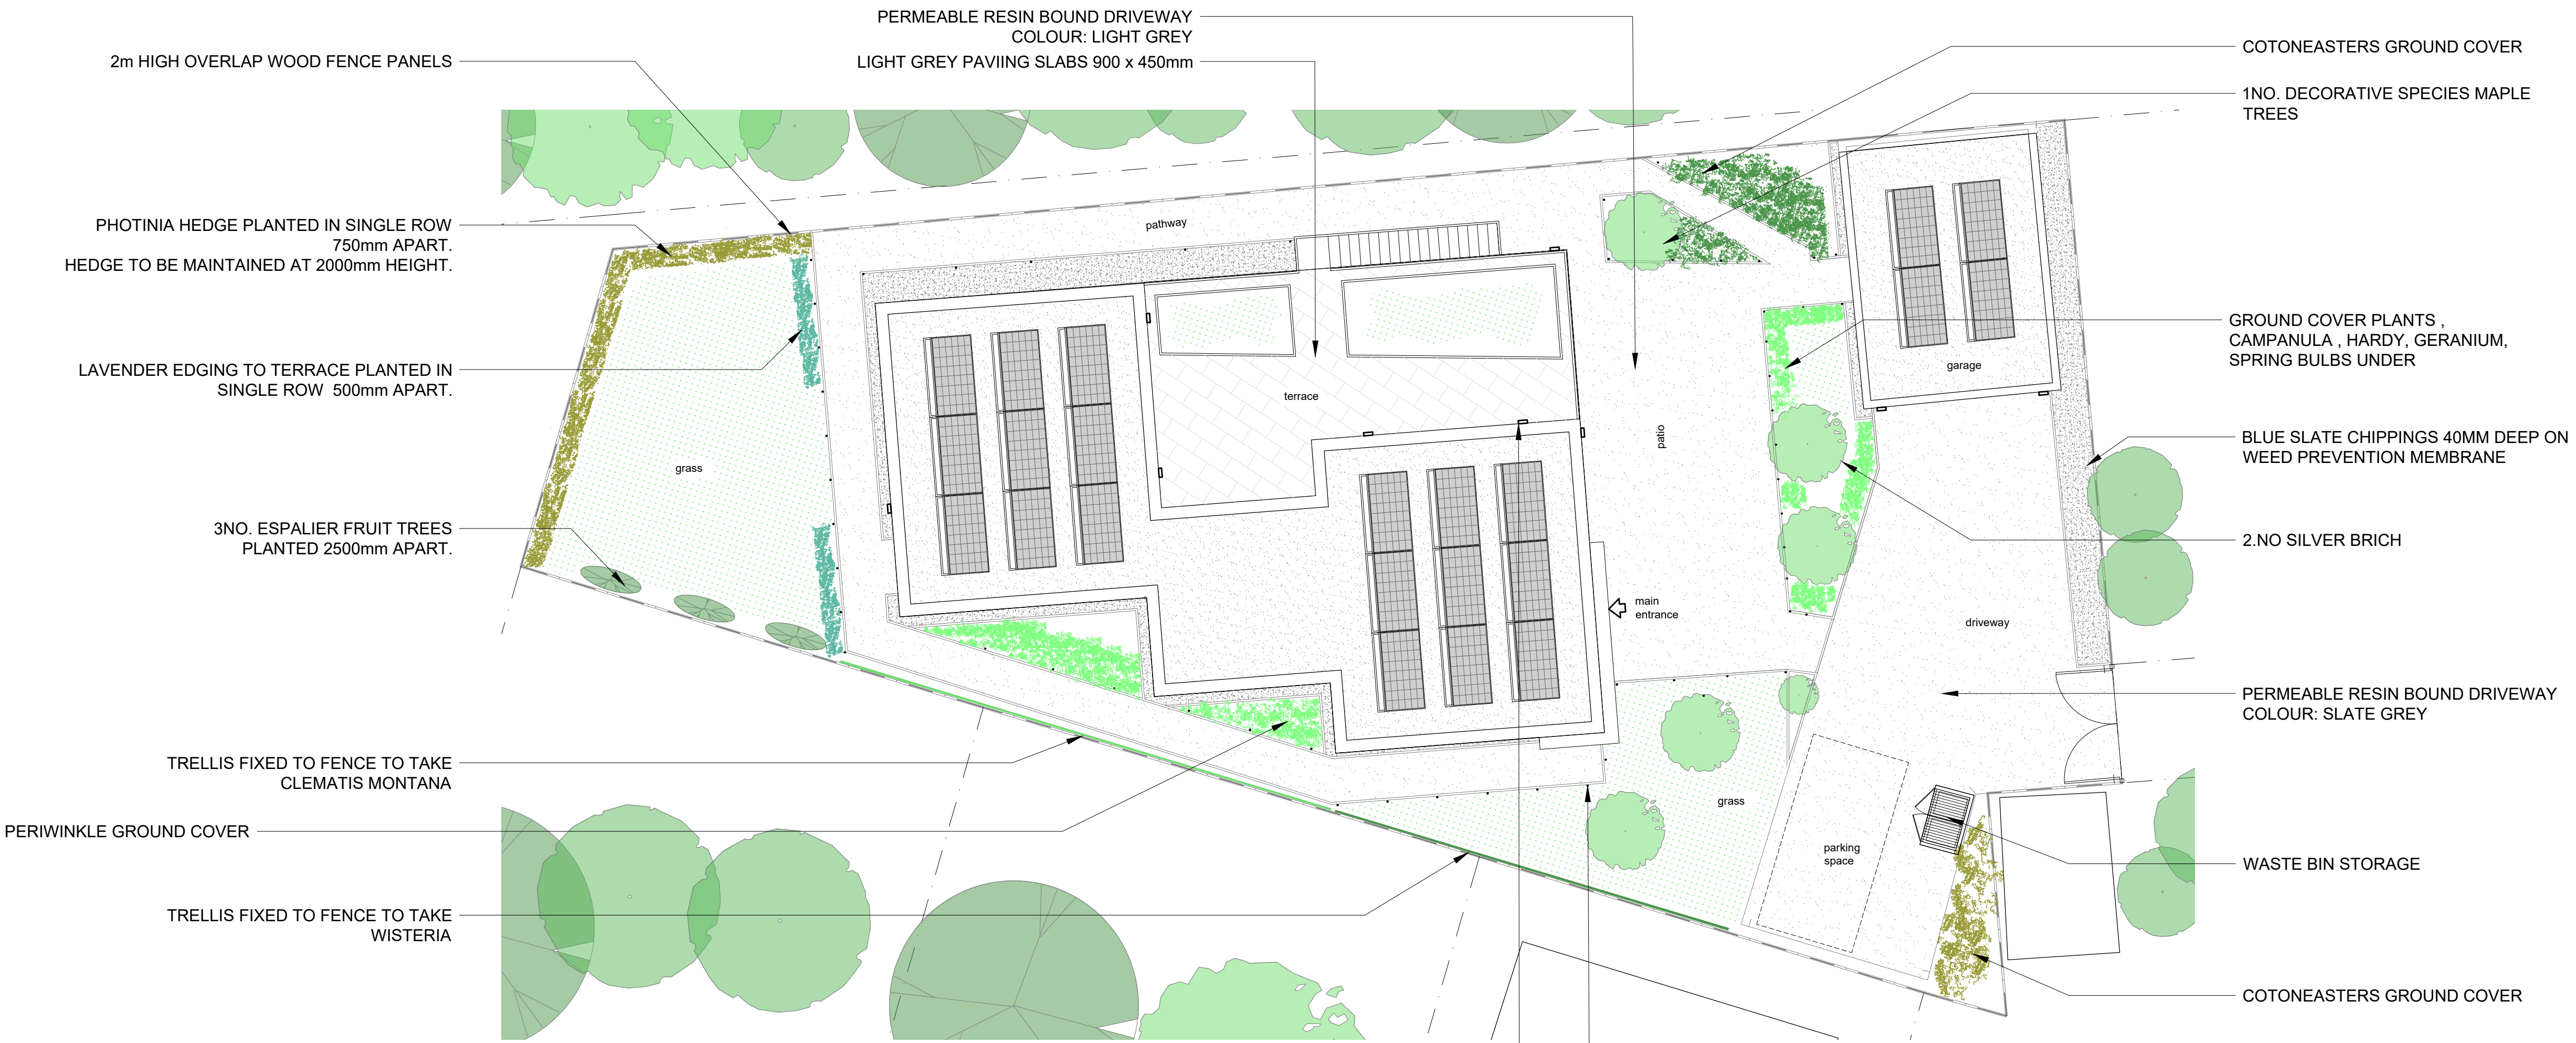 PERMEABLE RESIN BOUND DRIVEWAY
COLOUR: LIGHT GREY
LIGHT GREY PAVIING SLABS 900 x 450mm
2m HIGH OVERLAP WOOD FENCE PANELS
PHOTINIA HEDGE PLANTED IN SINGLE ROW
750mm APART.
HEDGE TO BE MAINTAINED AT 2000mm HEIGHT.
LAVENDER EDGING TO TERRACE PLANTED IN
SINGLE ROW 500mm APART.
3NO. ESPALIER FRUIT TREES
PLANTED 2500mm APART.
TRELLIS FIXED TO FENCE TO TAKE
CLEMATIS MONTANA
PERIWINKLE GROUND COVER
TRELLIS FIXED TO FENCE TO TAKE
WISTERIA
pathway
grass
terrace
patio
main
entrance
garage
driveway
grass
parking
space
COTONEASTERS GROUND COVER
1NO. DECORATIVE SPECIES MAPLE
TREES
GROUND COVER PLANTS ,
CAMPANULA , HARDY, GERANIUM,
SPRING BULBS UNDER
BLUE SLATE CHIPPINGS 40MM DEEP ON
WEED PREVENTION MEMBRANE
2.NO SILVER BRICH
PERMEABLE RESIN BOUND DRIVEWAY
COLOUR: SLATE GREY
WASTE BIN STORAGE
COTONEASTERS GROUND COVER